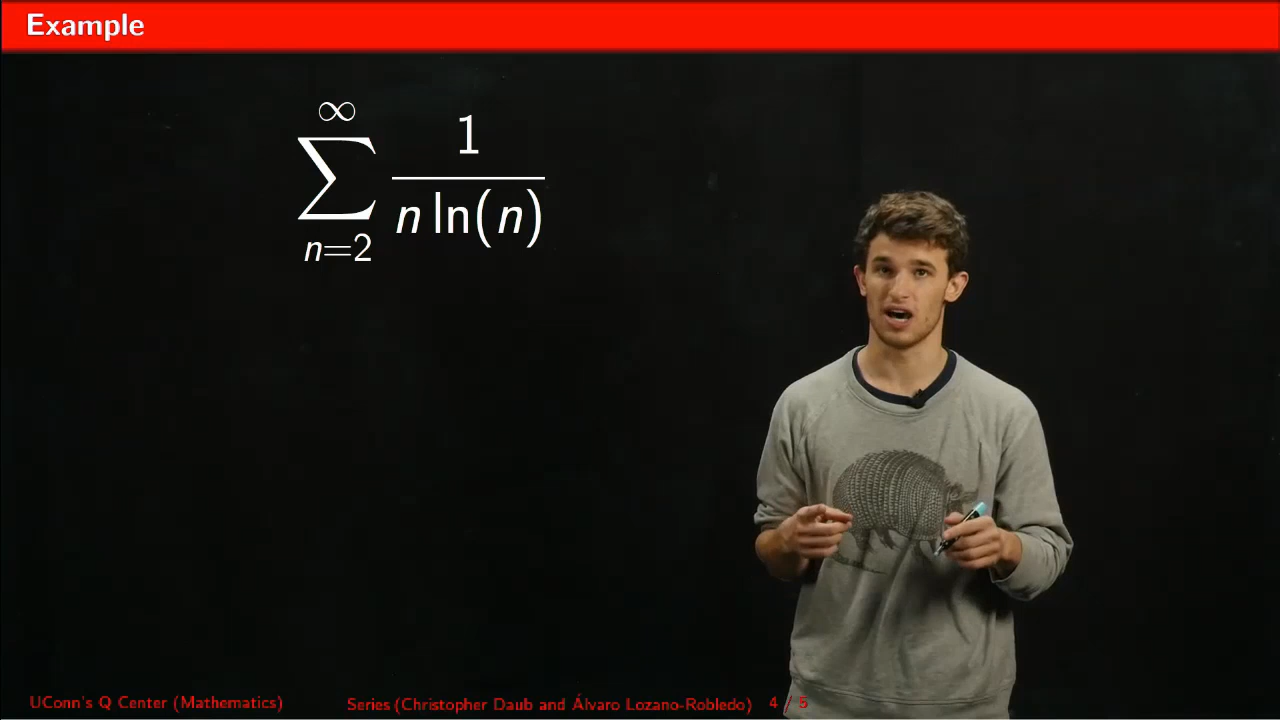 Example
∞
∑ 1 / n ln(n)
n=2
UConn's Q Center (Mathematics) Series (Christopher Daub and Álvaro Lozano-Robledo) 4 / 5